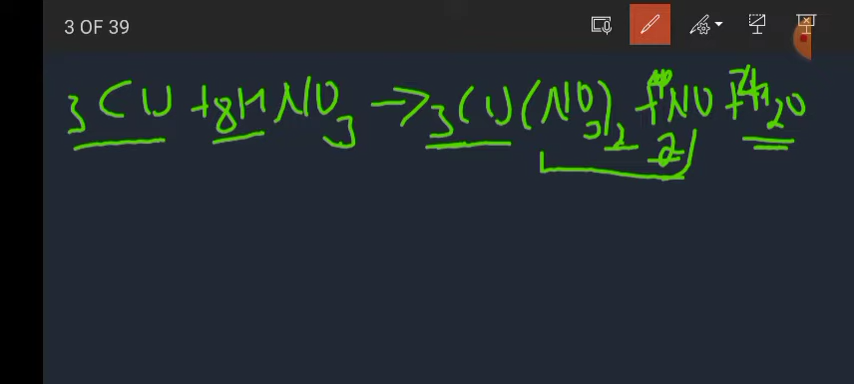 3 OF 39
3CU + 8HNO3 → 3CU(NO3)2 + 2NO + 4H2O